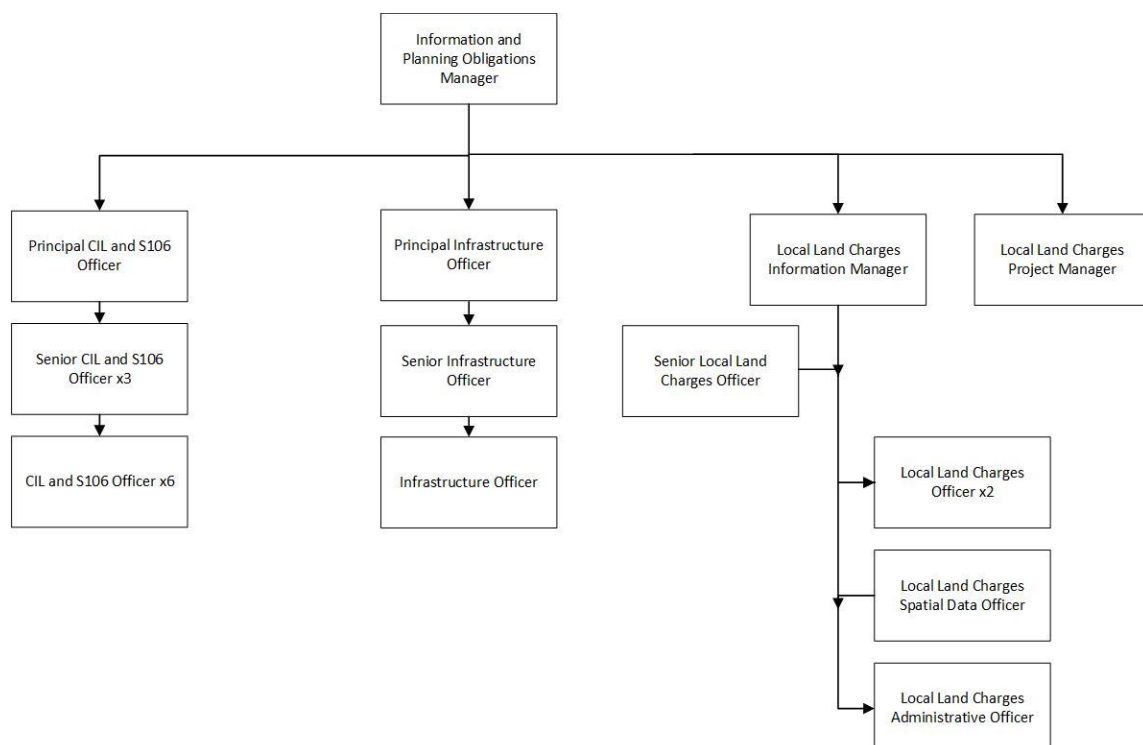 Information and
Planning Obligations
Manager
Principal CIL and S106
Officer
Principal Infrastructure
Officer
Local Land Charges
Information Manager
Local Land Charges
Project Manager
Senior CIL and S106
Officer x3
Senior Infrastructure
Officer
Senior Local Land
Charges Officer
CIL and S106 Officer x6
Infrastructure Officer
Local Land Charges
Officer x2
Local Land Charges
Spatial Data Officer
Local Land Charges
Administrative Officer